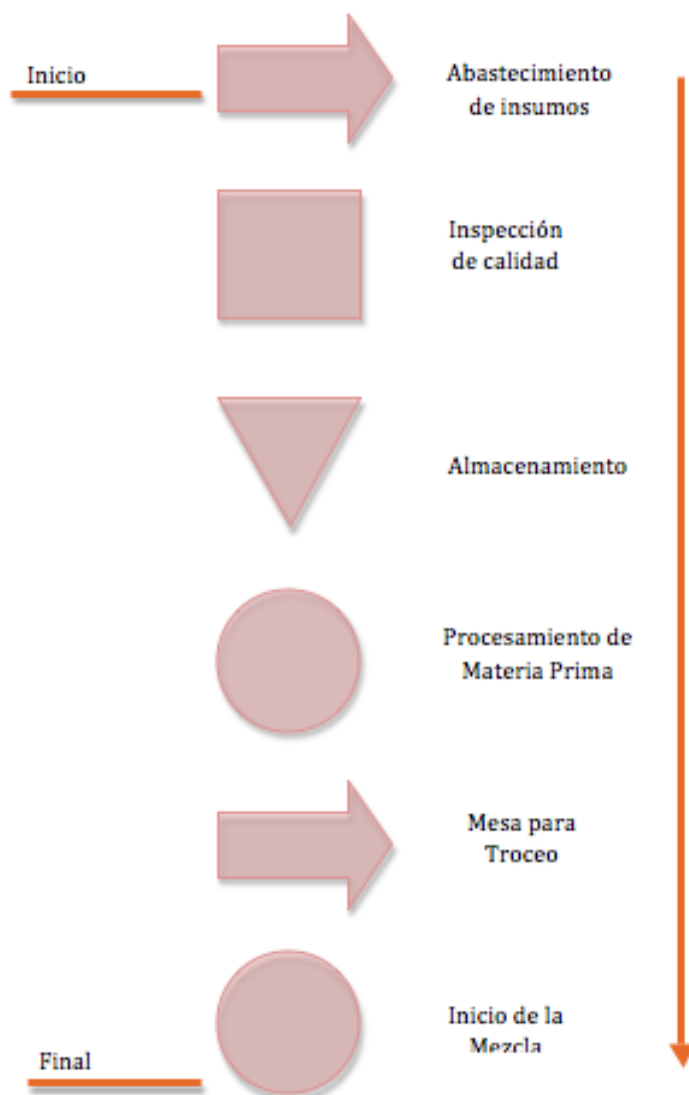 Inicio
Abastecimiento
de insumos
Inspección
de calidad
Almacenamiento
Procesamiento de
Materia Prima
Mesa para
Troceo
Inicio de la
Mezcla
Final